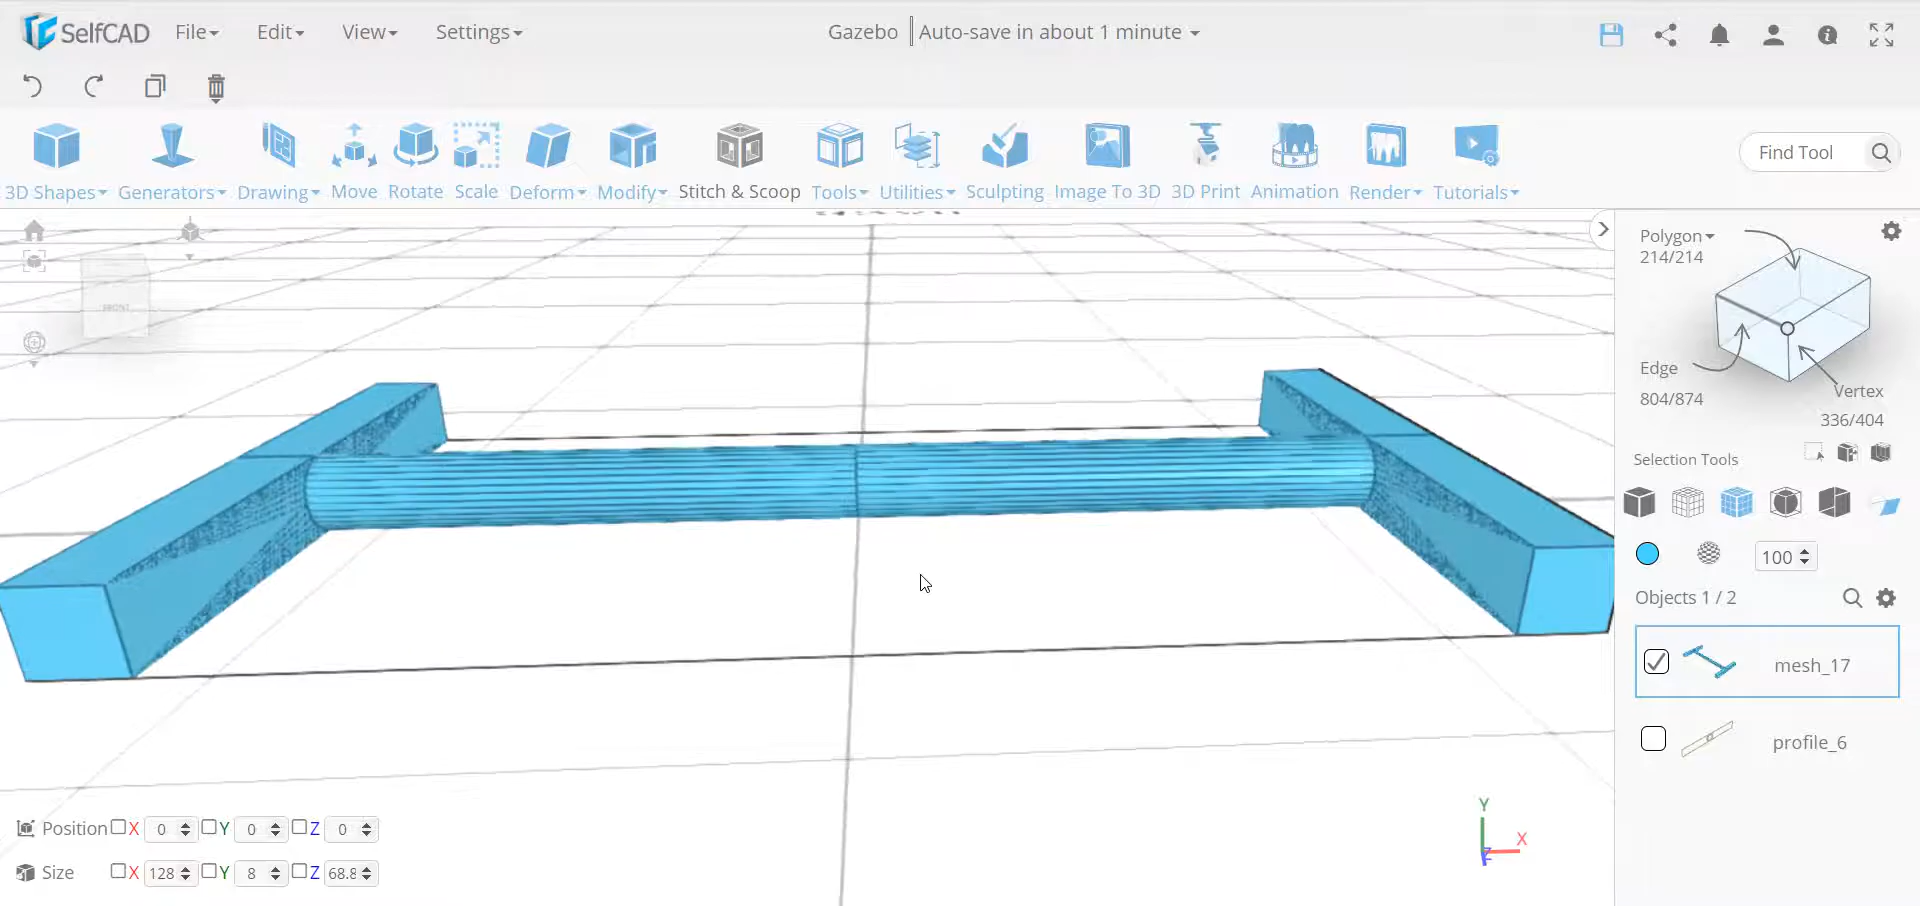 SelfCAD File Edit View Settings Gazebo Auto-save in about 1 minute
3D Shapes Generators Drawing Move Rotate Scale Deform Modify Stitch & Scoop Tools Utilities Sculpting Image To 3D 3D Print Animation Render Tutorials Find Tool
FRONT
Polygon
214/214
Edge
804/874
Vertex
336/404
Selection Tools
100
Objects 1 / 2
mesh_17
profile_6
Y
X
Z
Position X 0 Y 0 Z 0
Size X 128 Y 8 Z 68.8